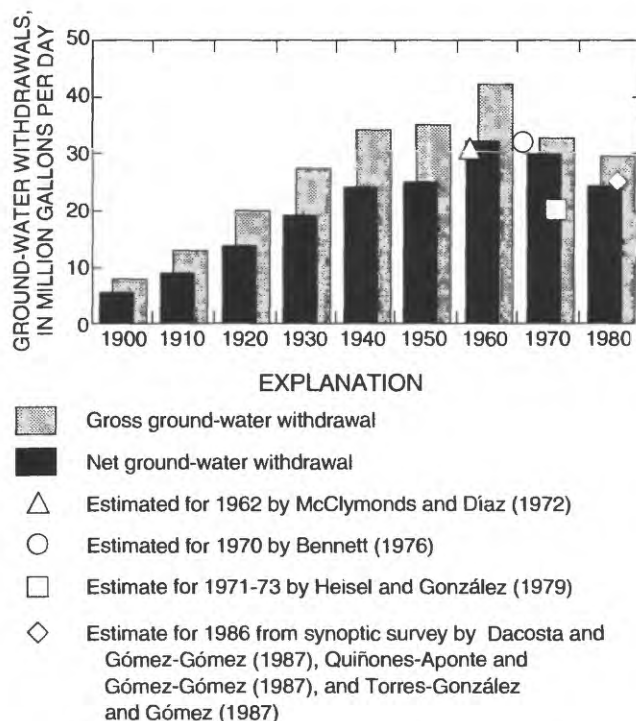 GROUND-WATER WITHDRAWALS,
IN MILLION GALLONS PER DAY
50
40
30
20
10
0
1900 1910 1920 1930 1940 1950 1960 1970 1980
EXPLANATION
Gross ground-water withdrawal
Net ground-water withdrawal
Estimated for 1962 by McClymonds and Díaz (1972)
Estimated for 1970 by Bennett (1976)
Estimate for 1971-73 by Heisel and González (1979)
Estimate for 1986 from synoptic survey by Dacosta and
Gómez-Gómez (1987), Quiñones-Aponte and
Gómez-Gómez (1987), and Torres-González
and Gómez (1987)